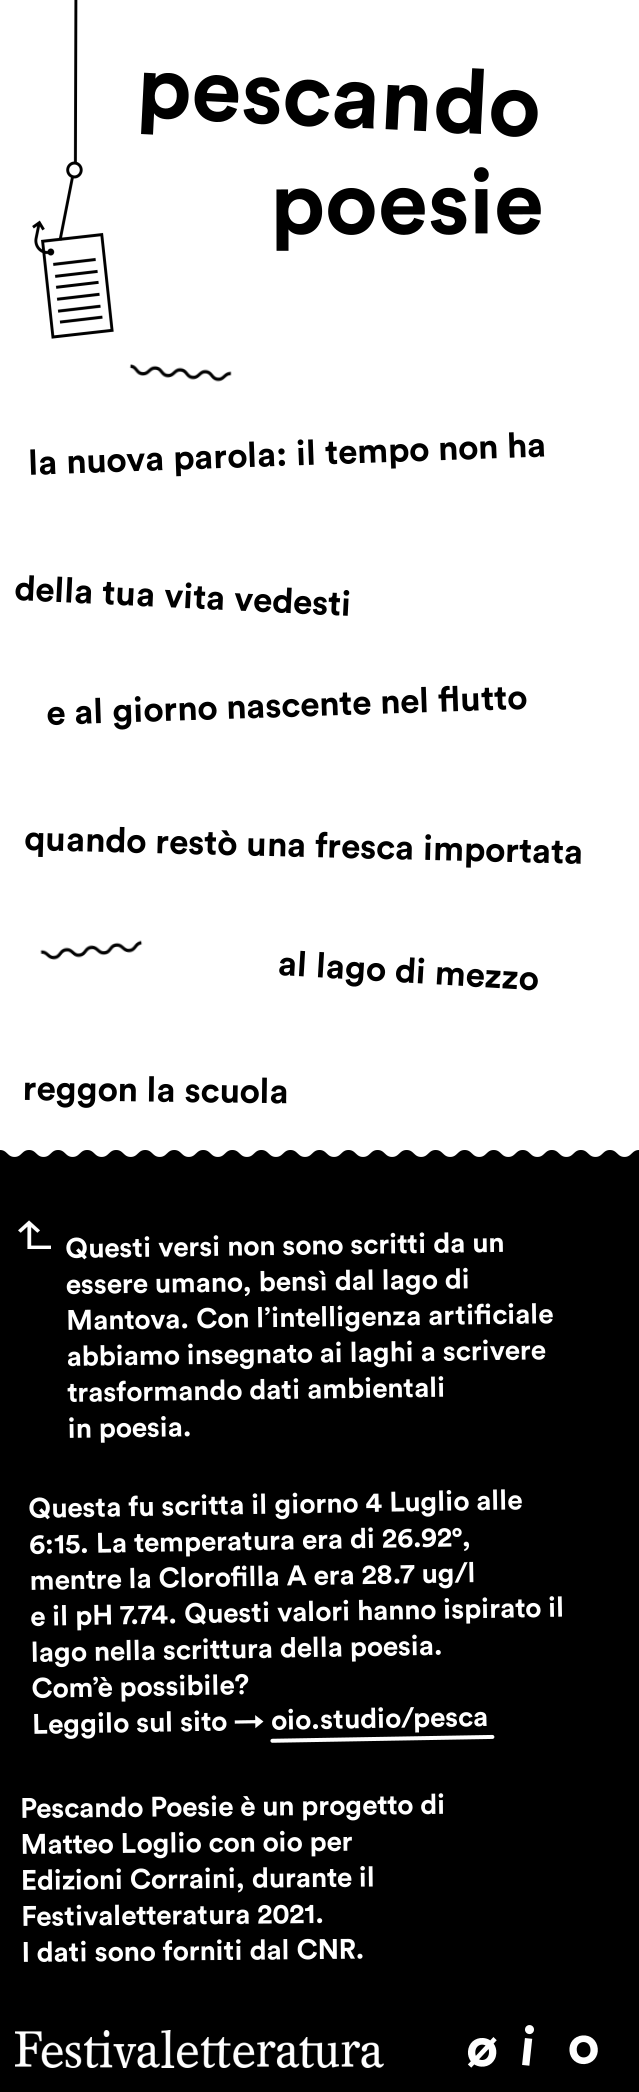 pescando
poesie
la nuova parola: il tempo non ha
della tua vita vedesti
e al giorno nascente nel flutto
quando restò una fresca importata
al lago di mezzo
reggon la scuola
Questi versi non sono scritti da un
essere umano, bensì dal lago di
Mantova. Con l'intelligenza artificiale
abbiamo insegnato ai laghi a scrivere
trasformando dati ambientali
in poesia.
Questa fu scritta il giorno 4 Luglio alle
6:15. La temperatura era di 26.92°,
mentre la Clorofilla A era 28.7 ug/l
e il pH 7.74. Questi valori hanno ispirato il
lago nella scrittura della poesia.
Com'è possibile?
Leggilo sul sito → oio.studio/pesca
Pescando Poesie è un progetto di
Matteo Loglio con oio per
Edizioni Corraini, durante il
Festivaletteratura 2021.
I dati sono forniti dal CNR.
Festivaletteratura ø i o